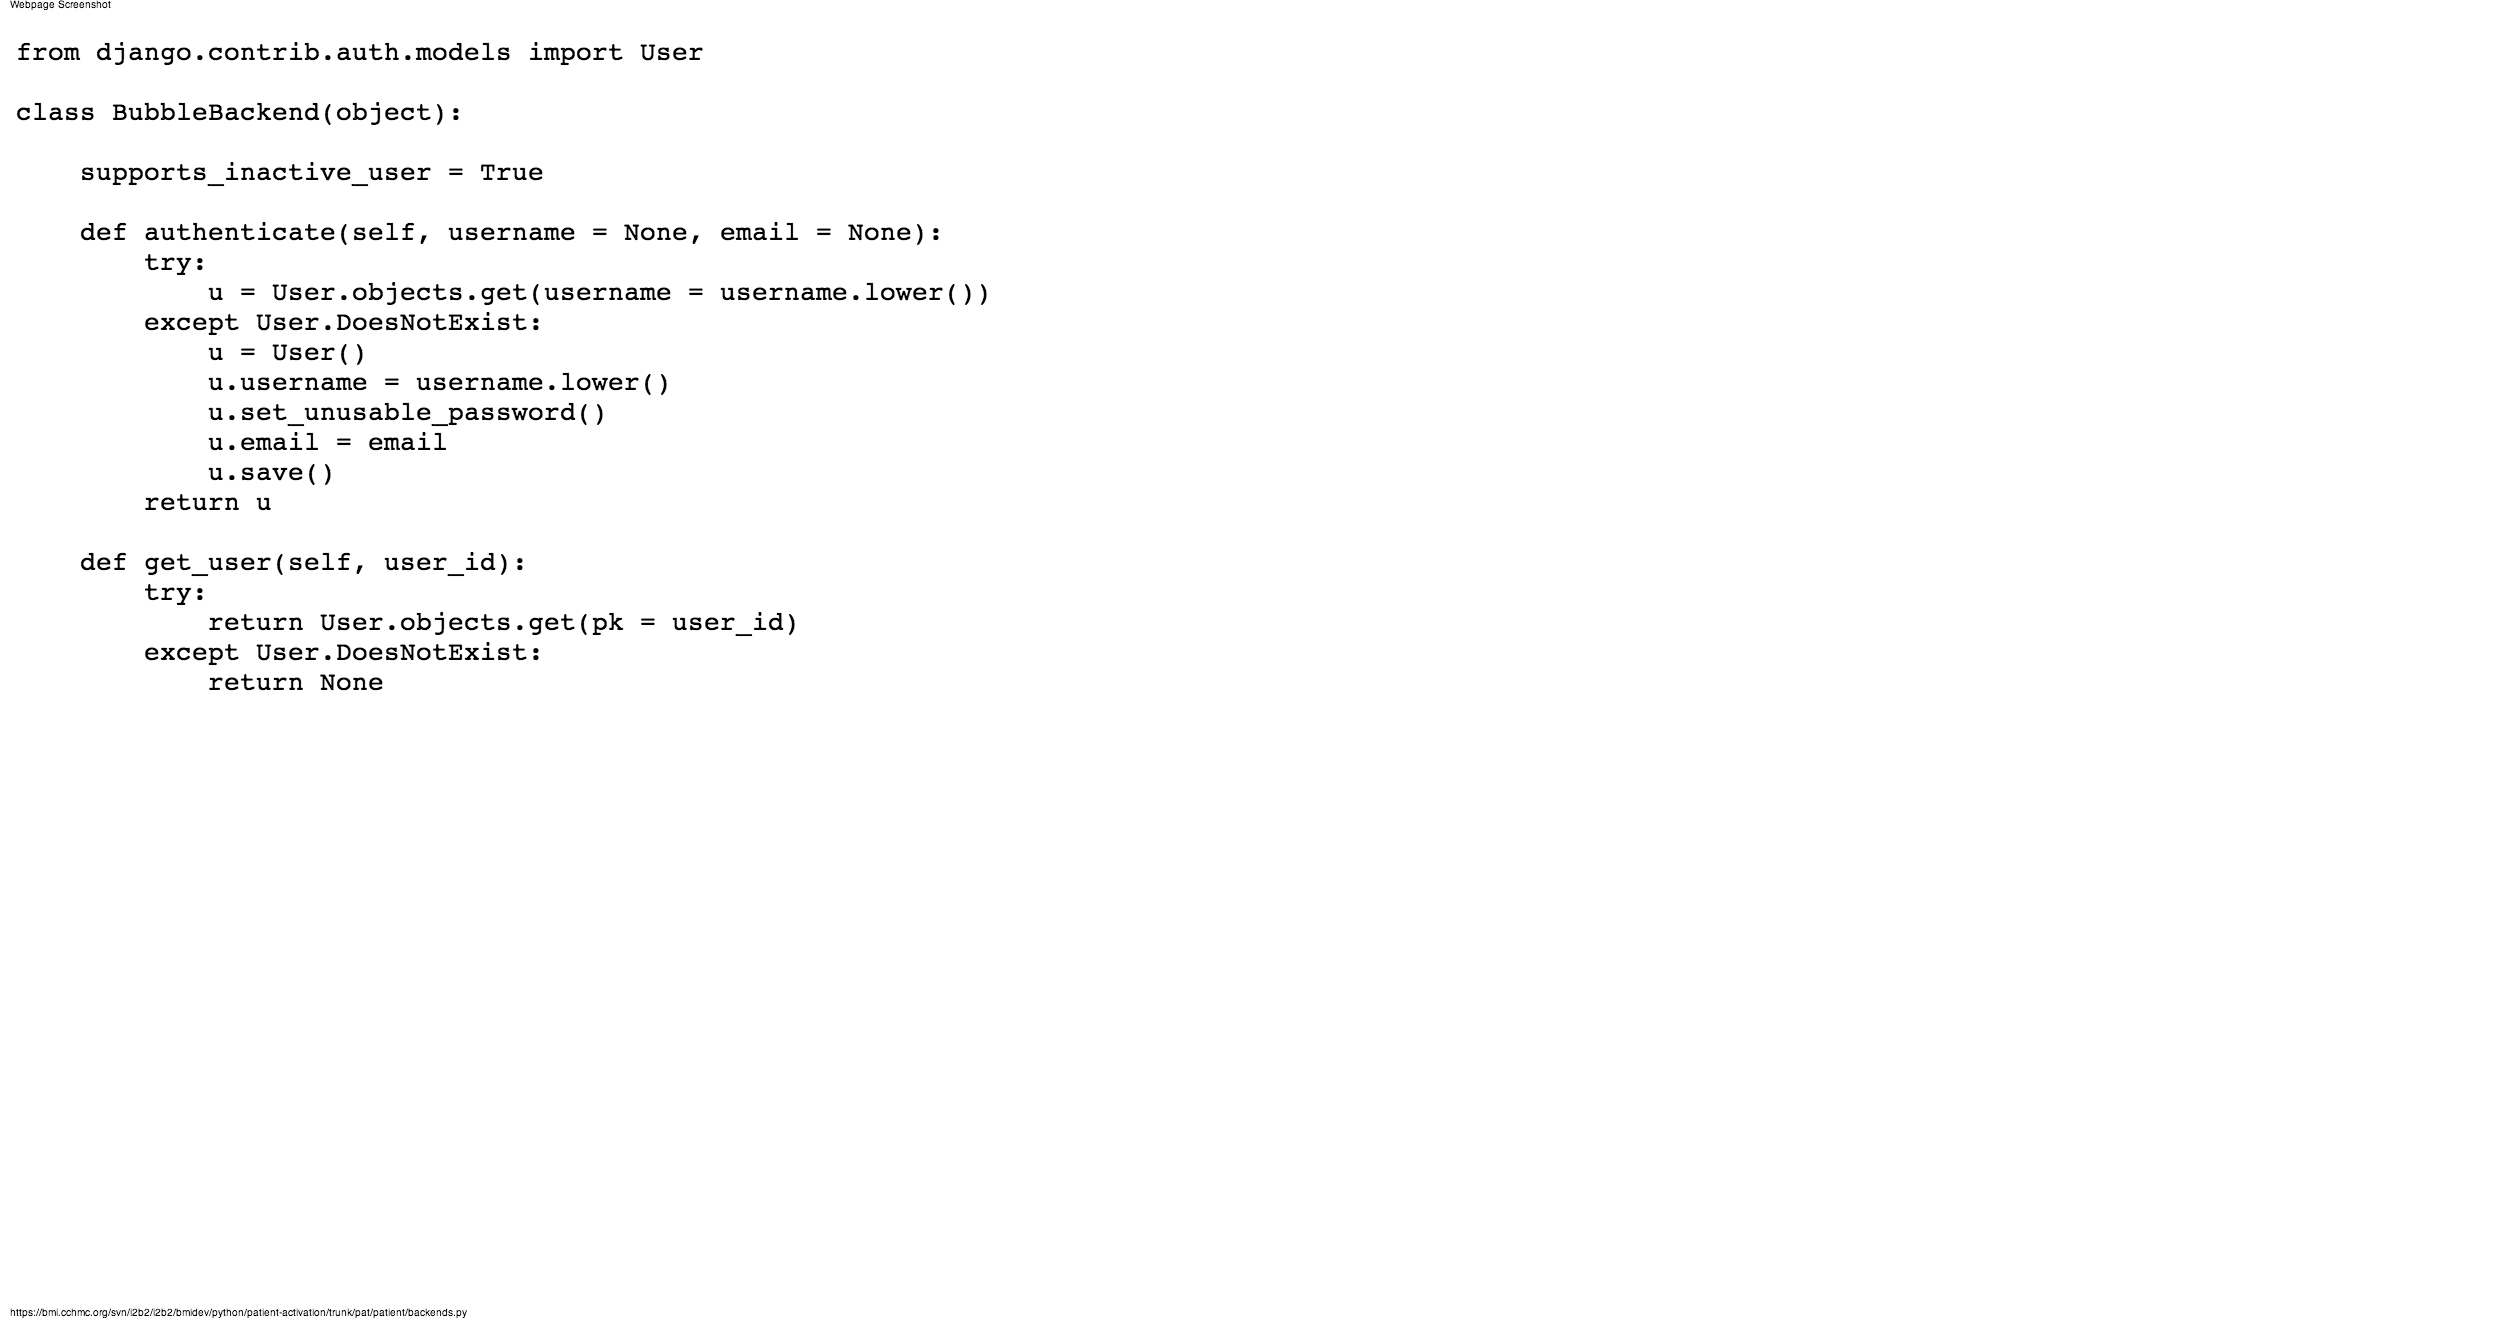 Webpage Screenshot
from django.contrib.auth.models import User
class BubbleBackend(object):
    supports_inactive_user = True
    def authenticate(self, username = None, email = None):
        try:
            u = User.objects.get(username = username.lower())
        except User.DoesNotExist:
            u = User()
            u.username = username.lower()
            u.set_unusable_password()
            u.email = email
            u.save()
        return u
    def get_user(self, user_id):
        try:
            return User.objects.get(pk = user_id)
        except User.DoesNotExist:
            return None
https://bmi.cchmc.org/svn/i2b2/i2b2/bmidev/python/patient-activation/trunk/pat/patient/backends.py